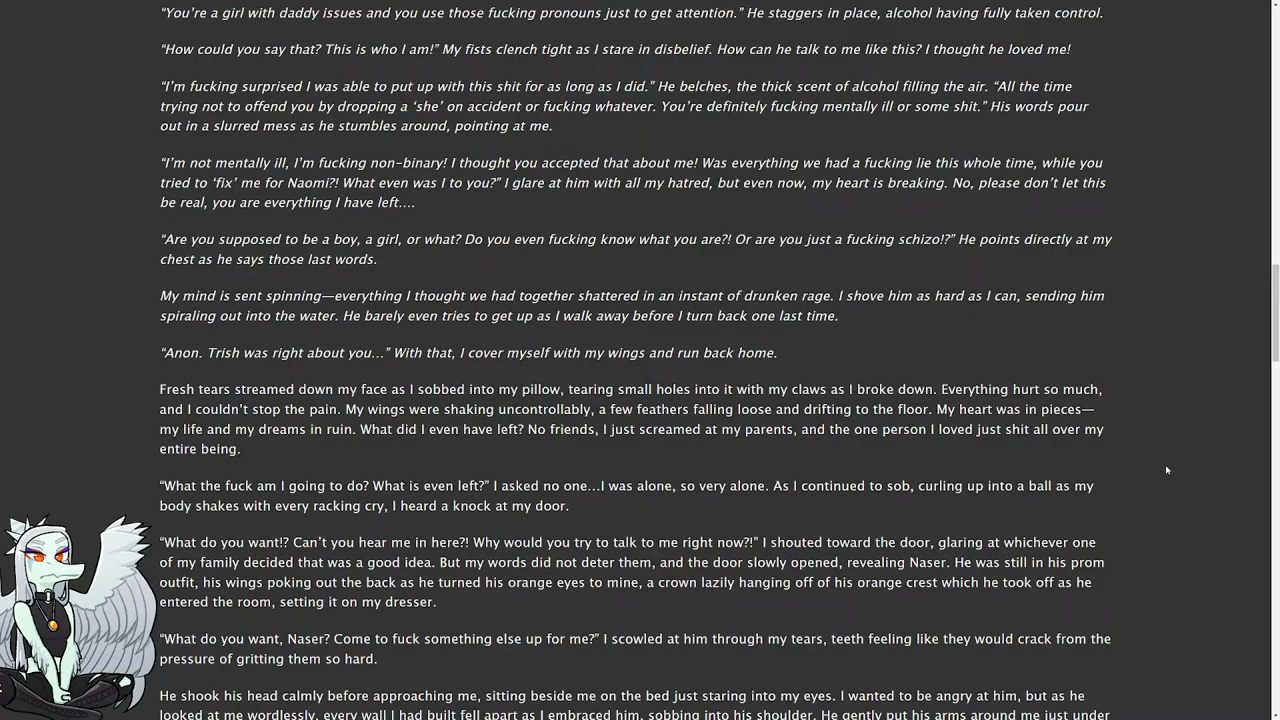 “You’re a girl with daddy issues and you use those fucking pronouns just to get attention.” He staggers in place, alcohol having fully taken control.
“How could you say that? This is who I am!” My fists clench tight as I stare in disbelief. How can he talk to me like this? I thought he loved me!
“I’m fucking surprised I was able to put up with this shit for as long as I did.” He belches, the thick scent of alcohol filling the air. “All the time
trying not to offend you by dropping a ‘she’ on accident or fucking whatever. You’re definitely fucking mentally ill or some shit.” His words pour
out in a slurred mess as he stumbles around, pointing at me.
“I’m not mentally ill, I’m fucking non-binary! I thought you accepted that about me! Was everything we had a fucking lie this whole time, while you
tried to ‘fix’ me for Naomi?! What even was I to you?” I glare at him with all my hatred, but even now, my heart is breaking. No, please don’t let this
be real, you are everything I have left….
“Are you supposed to be a boy, a girl, or what? Do you even fucking know what you are?! Or are you just a fucking schizo!?” He points directly at my
chest as he says those last words.
My mind is sent spinning—everything I thought we had together shattered in an instant of drunken rage. I shove him as hard as I can, sending him
spiraling out into the water. He barely even tries to get up as I walk away before I turn back one last time.
“Anon. Trish was right about you…” With that, I cover myself with my wings and run back home.
Fresh tears streamed down my face as I sobbed into my pillow, tearing small holes into it with my claws as I broke down. Everything hurt so much,
and I couldn’t stop the pain. My wings were shaking uncontrollably, a few feathers falling loose and drifting to the floor. My heart was in pieces—
my life and my dreams in ruin. What did I even have left? No friends, I just screamed at my parents, and the one person I loved just shit all over my
entire being.
“What the fuck am I going to do? What is even left?” I asked no one…I was alone, so very alone. As I continued to sob, curling up into a ball as my
body shakes with every racking cry, I heard a knock at my door.
“What do you want!? Can’t you hear me in here?! Why would you try to talk to me right now?!” I shouted toward the door, glaring at whichever one
of my family decided that was a good idea. But my words did not deter them, and the door slowly opened, revealing Naser. He was still in his prom
outfit, his wings poking out the back as he turned his orange eyes to mine, a crown lazily hanging off of his orange crest which he took off as he
entered the room, setting it on my dresser.
“What do you want, Naser? Come to fuck something else up for me?” I scowled at him through my tears, teeth feeling like they would crack from the
pressure of gritting them so hard.
He shook his head calmly before approaching me, sitting beside me on the bed just staring into my eyes. I wanted to be angry at him, but as he
looked at me wordlessly, every wall I had built fell apart as I embraced him, sobbing into his shoulder. He gently put his arms around me just under